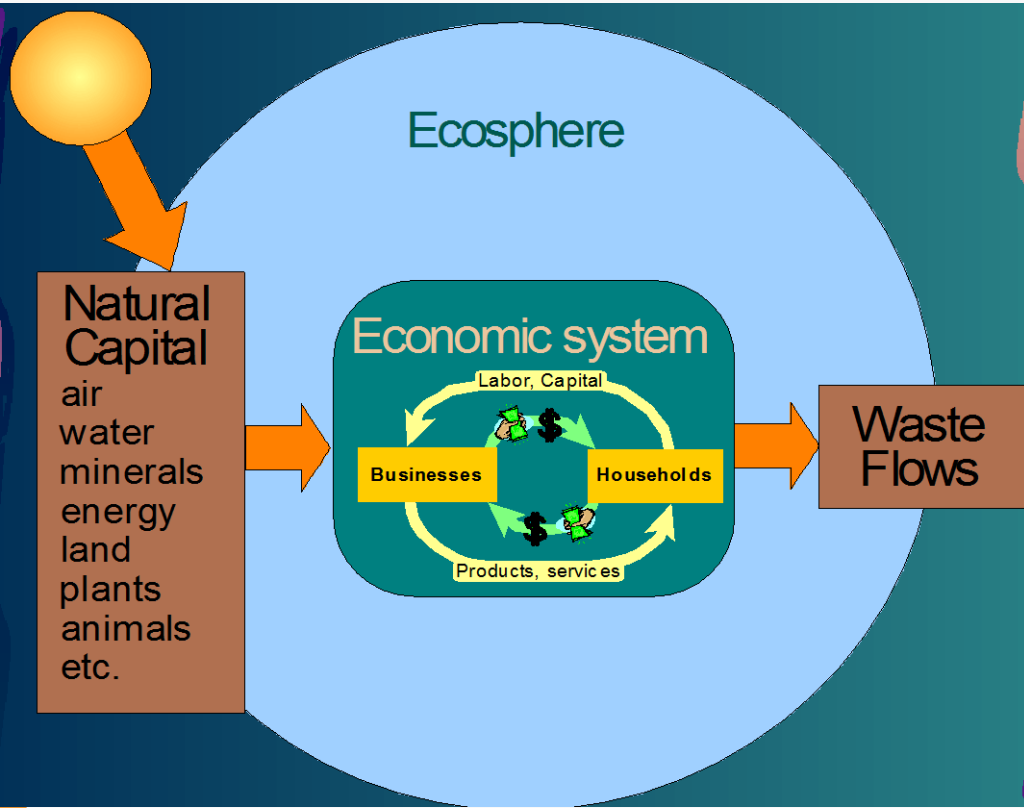 Ecosphere
Natural
Capital
air
water
minerals
energy
land
plants
animals
etc.
Economic system
Labor, Capital
$
Businesses
Households
$
Products, services
Waste
Flows